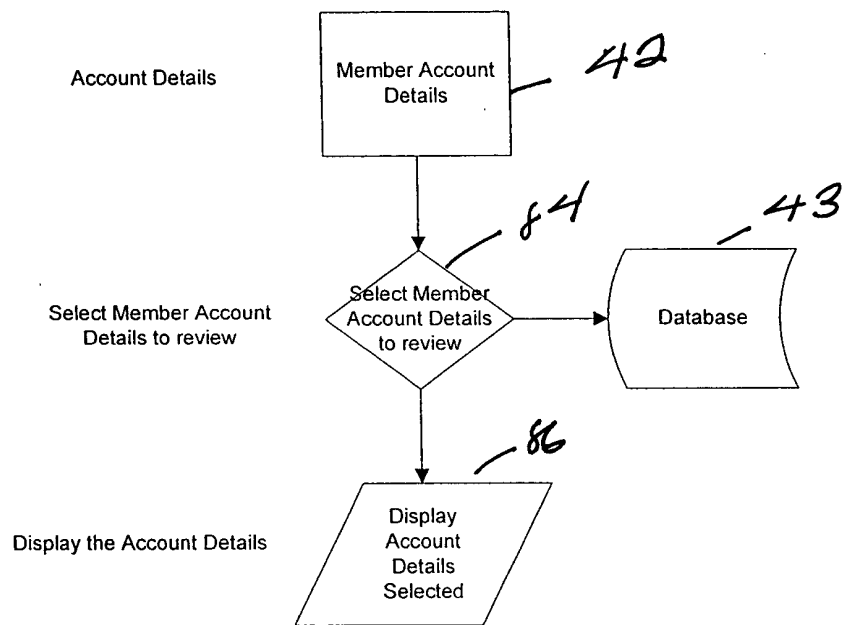 Account Details
Member Account
Details
42
84
43
Select Member Account
Details to review
Select Member
Account Details
to review
Database
86
Display the Account Details
Display
Account
Details
Selected